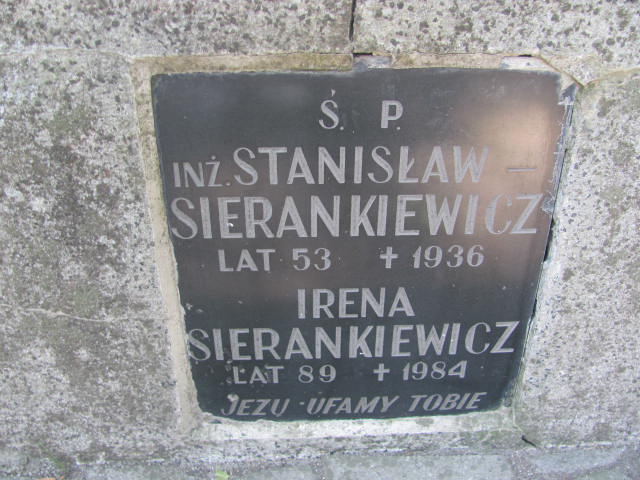 Ś. P.
INŻ. STANISŁAW –
SIERANKIEWICZ
LAT 53 + 1936
IRENA
SIERANKIEWICZ
LAT 89 + 1984
JEZU UFAMY TOBIE